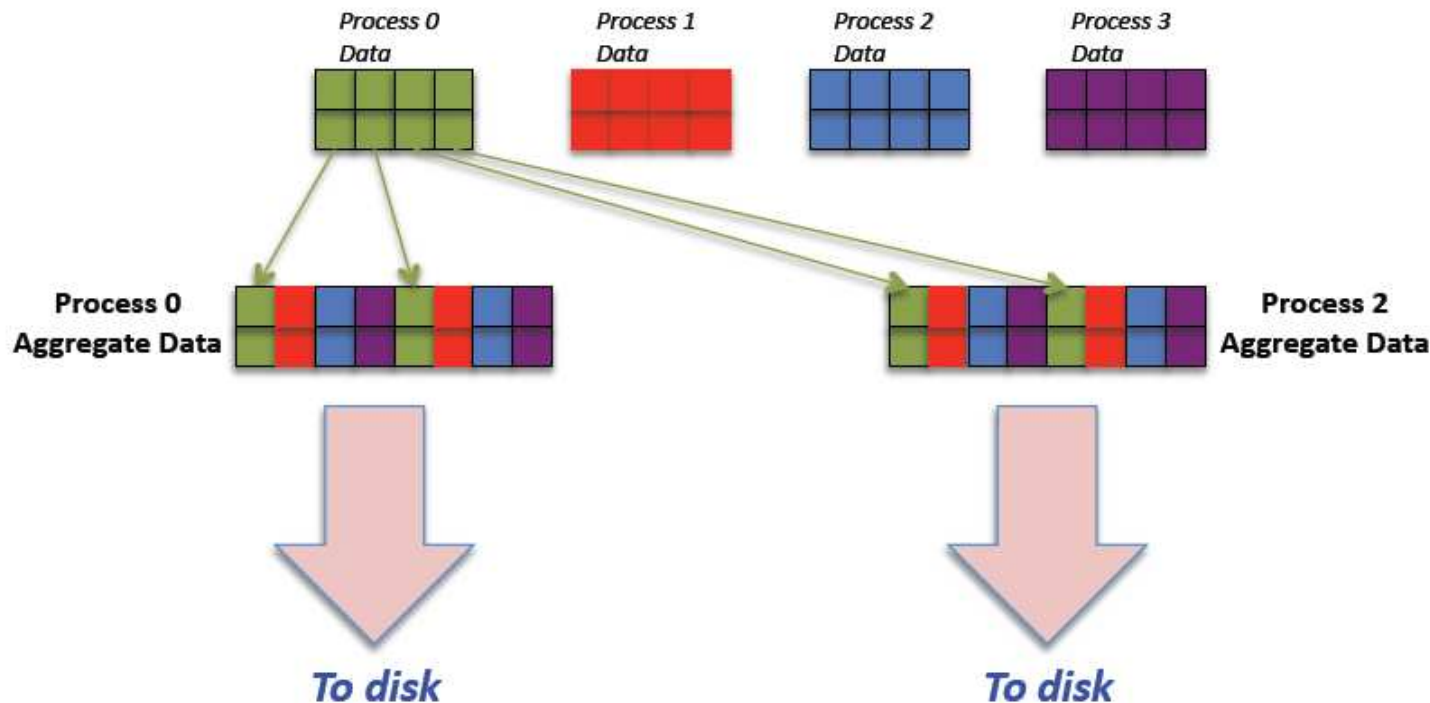 Process 0
Data
Process 1
Data
Process 2
Data
Process 3
Data
Process 0
Aggregate Data
Process 2
Aggregate Data
To disk
To disk